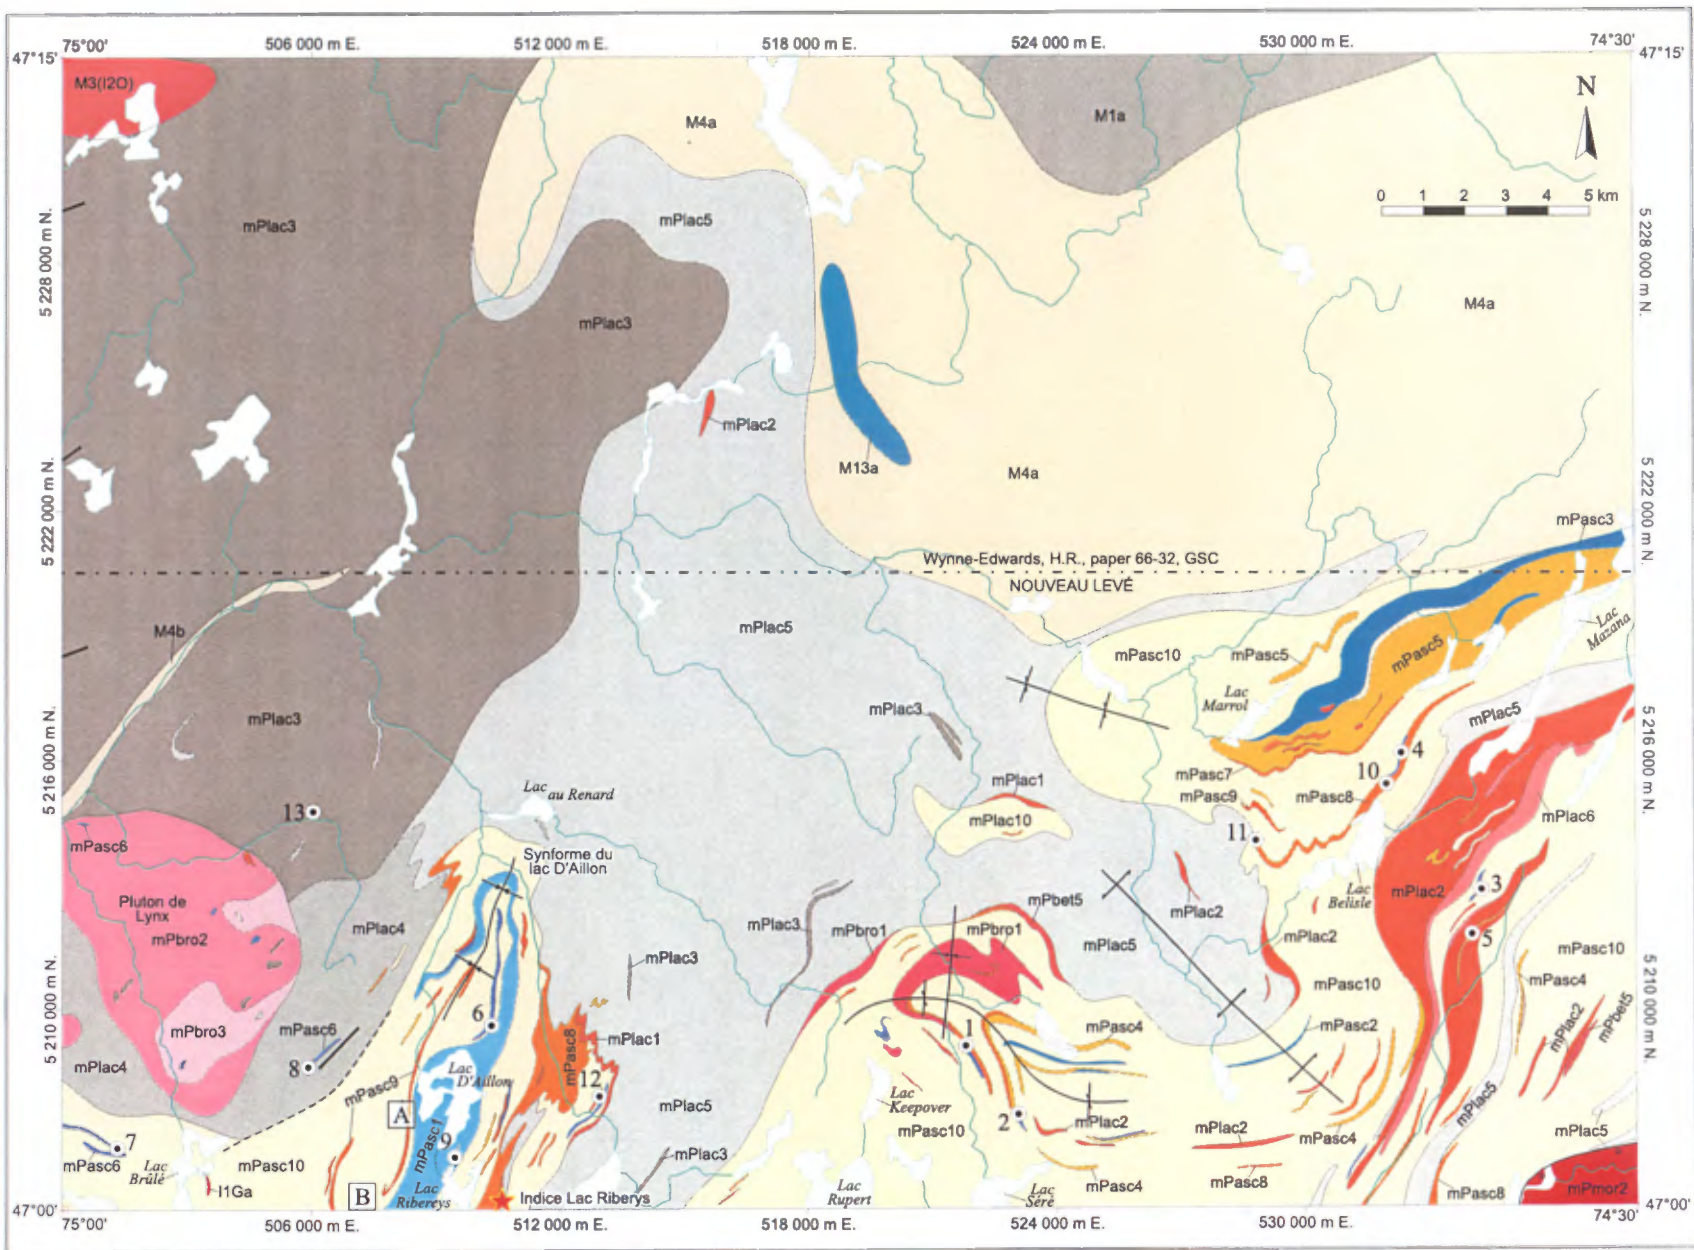 75°00'
506 000 m E.
512 000 m E.
518 000 m E.
524 000 m E.
530 000 m E.
74°30'
47°15'
47°15'
M3(I2O)
M4a
M1a
N
0 1 2 3 4 5 km
mPlac3
mPlac5
5 228 000 m N.
5 228 000 m N.
mPlac3
M4a
mPlac2
M13a
M4a
5 222 000 m N.
5 222 000 m N.
mPasc3
Wynne-Edwards, H.R., paper 66-32, GSC
NOUVEAU LEVÉ
M4b
mPlac5
mPasc10
mPasc5
mPasc5
Lac
Mazana
Lac
Marrol
mPlac3
mPlac3
mPlac5
5 216 000 m N.
5 216 000 m N.
4
mPasc7
10
mPlac1
mPasc9
mPasc8
Lac
au Renard
13
mPlac10
mPlac6
11
mPasc6
Synforme du
lac D'Aillon
Pluton de
Lynx
mPbro2
mPlac4
mPlac3
mPbro1
mPbet5
mPbro1
mPlac2
Lac
Belisle
mPlac2
3
mPlac5
mPlac2
5
mPasc10
mPlac3
mPasc10
mPasc4
5 210 000 m N.
5 210 000 m N.
mPbro3
mPasc6
6
mPlac1
mPasc8
1
mPasc4
mPasc2
mPlac2
mPbet5
mPlac4
8
mPasc9
Lac
D'Aillon
12
A
mPlac5
Lac
Keepover
2
mPlac2
mPasc10
mPlac2
mPasc4
mPlac5
mPlac5
7
mPasc6
Lac
Brûlé
mPasc10
mPasc1
9
mPlac3
I1Ga
B
Lac
Ribereys
Indice Lac Riberys
Lac
Rupert
Lac
Séré
mPasc4
mPasc8
mPasc8
mPmor2
47°00'
47°00'
75°00'
506 000 m E.
512 000 m E.
518 000 m E.
524 000 m E.
530 000 m E.
74°30'